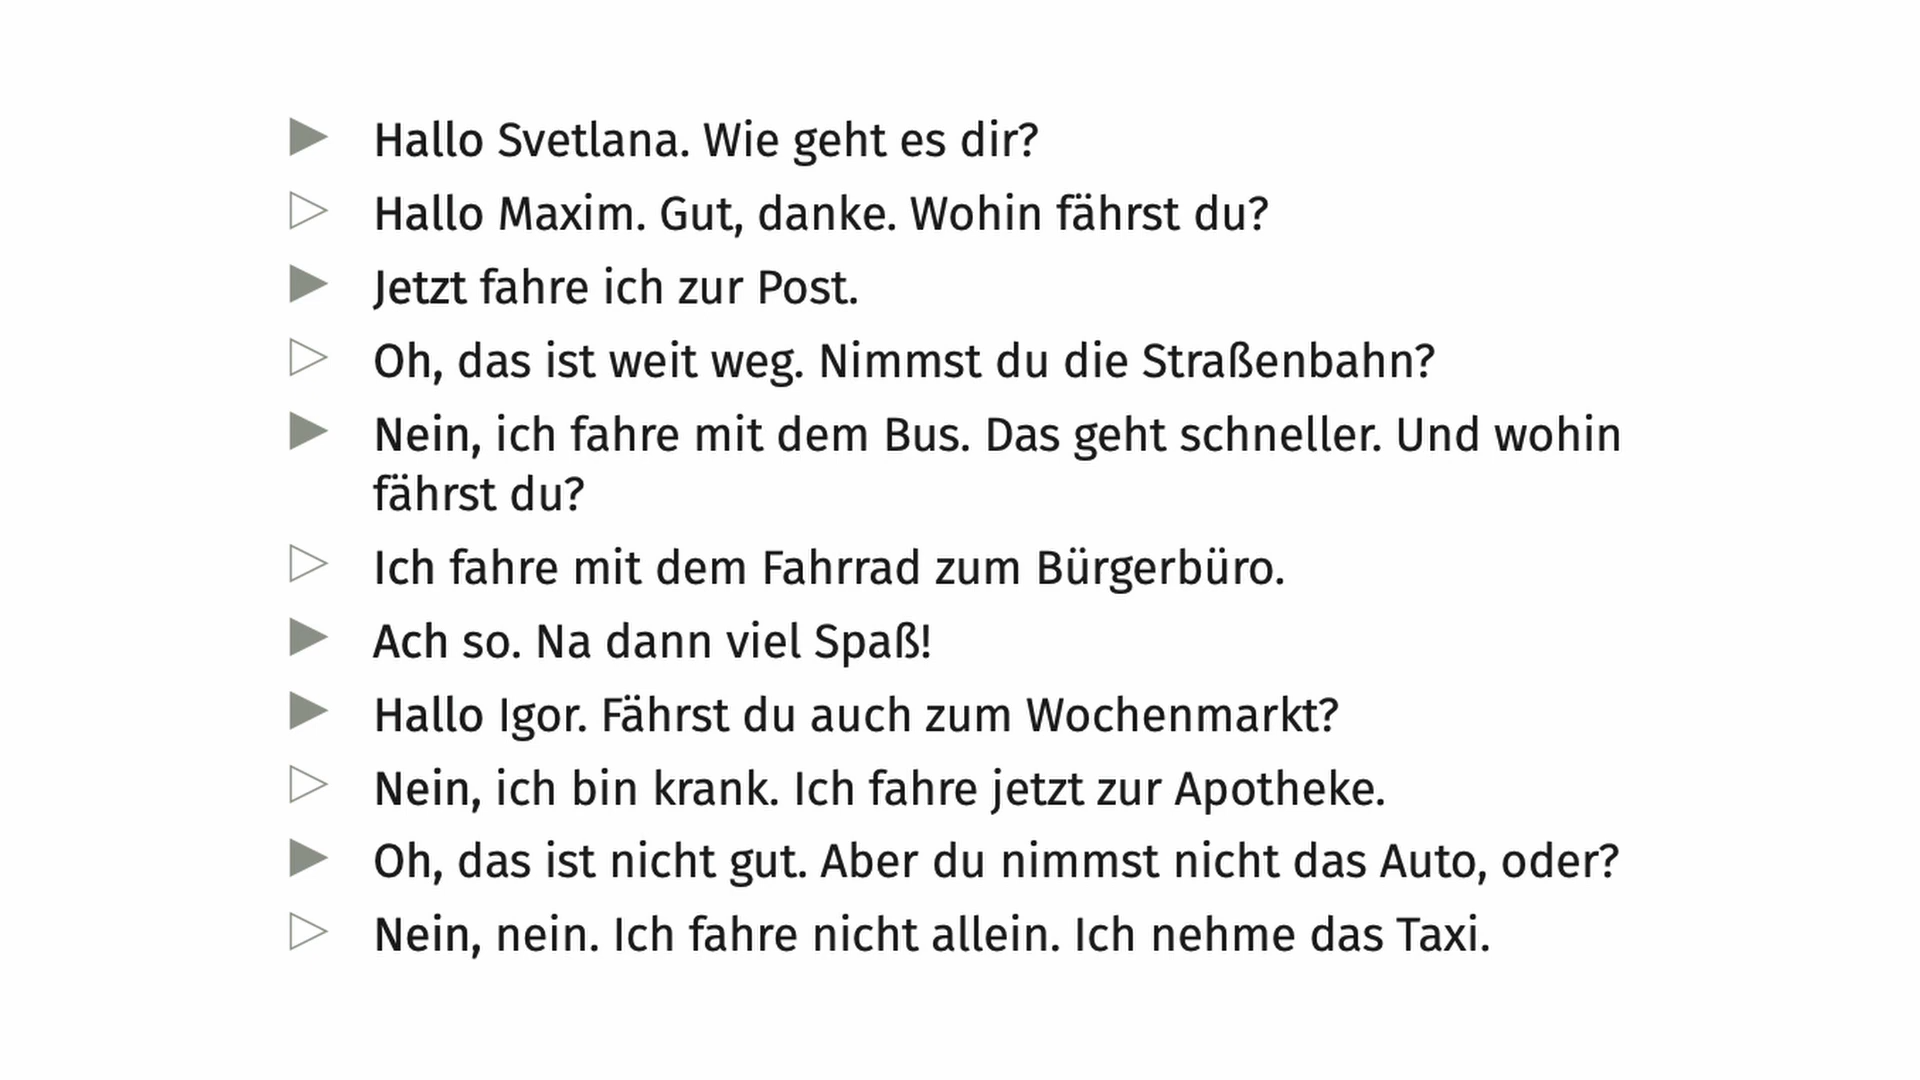 Hallo Svetlana. Wie geht es dir?
Hallo Maxim. Gut, danke. Wohin fährst du?
Jetzt fahre ich zur Post.
Oh, das ist weit weg. Nimmst du die Straßenbahn?
Nein, ich fahre mit dem Bus. Das geht schneller. Und wohin
fährst du?
Ich fahre mit dem Fahrrad zum Bürgerbüro.
Ach so. Na dann viel Spaß!
Hallo Igor. Fährst du auch zum Wochenmarkt?
Nein, ich bin krank. Ich fahre jetzt zur Apotheke.
Oh, das ist nicht gut. Aber du nimmst nicht das Auto, oder?
Nein, nein. Ich fahre nicht allein. Ich nehme das Taxi.